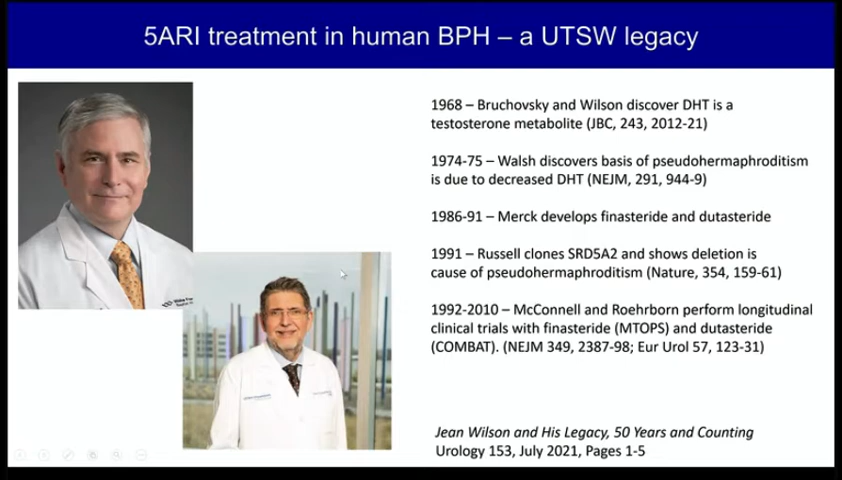 5ARI treatment in human BPH – a UTSW legacy
1968 – Bruchovsky and Wilson discover DHT is a
testosterone metabolite (JBC, 243, 2012-21)
1974-75 – Walsh discovers basis of pseudohermaphroditism
is due to decreased DHT (NEJM, 291, 944-9)
1986-91 – Merck develops finasteride and dutasteride
1991 – Russell clones SRD5A2 and shows deletion is
cause of pseudohermaphroditism (Nature, 354, 159-61)
1992-2010 – McConnell and Roehrborn perform longitudinal
clinical trials with finasteride (MTOPS) and dutasteride
(COMBAT). (NEJM 349, 2387-98; Eur Urol 57, 123-31)
Jean Wilson and His Legacy, 50 Years and Counting
Urology 153, July 2021, Pages 1-5